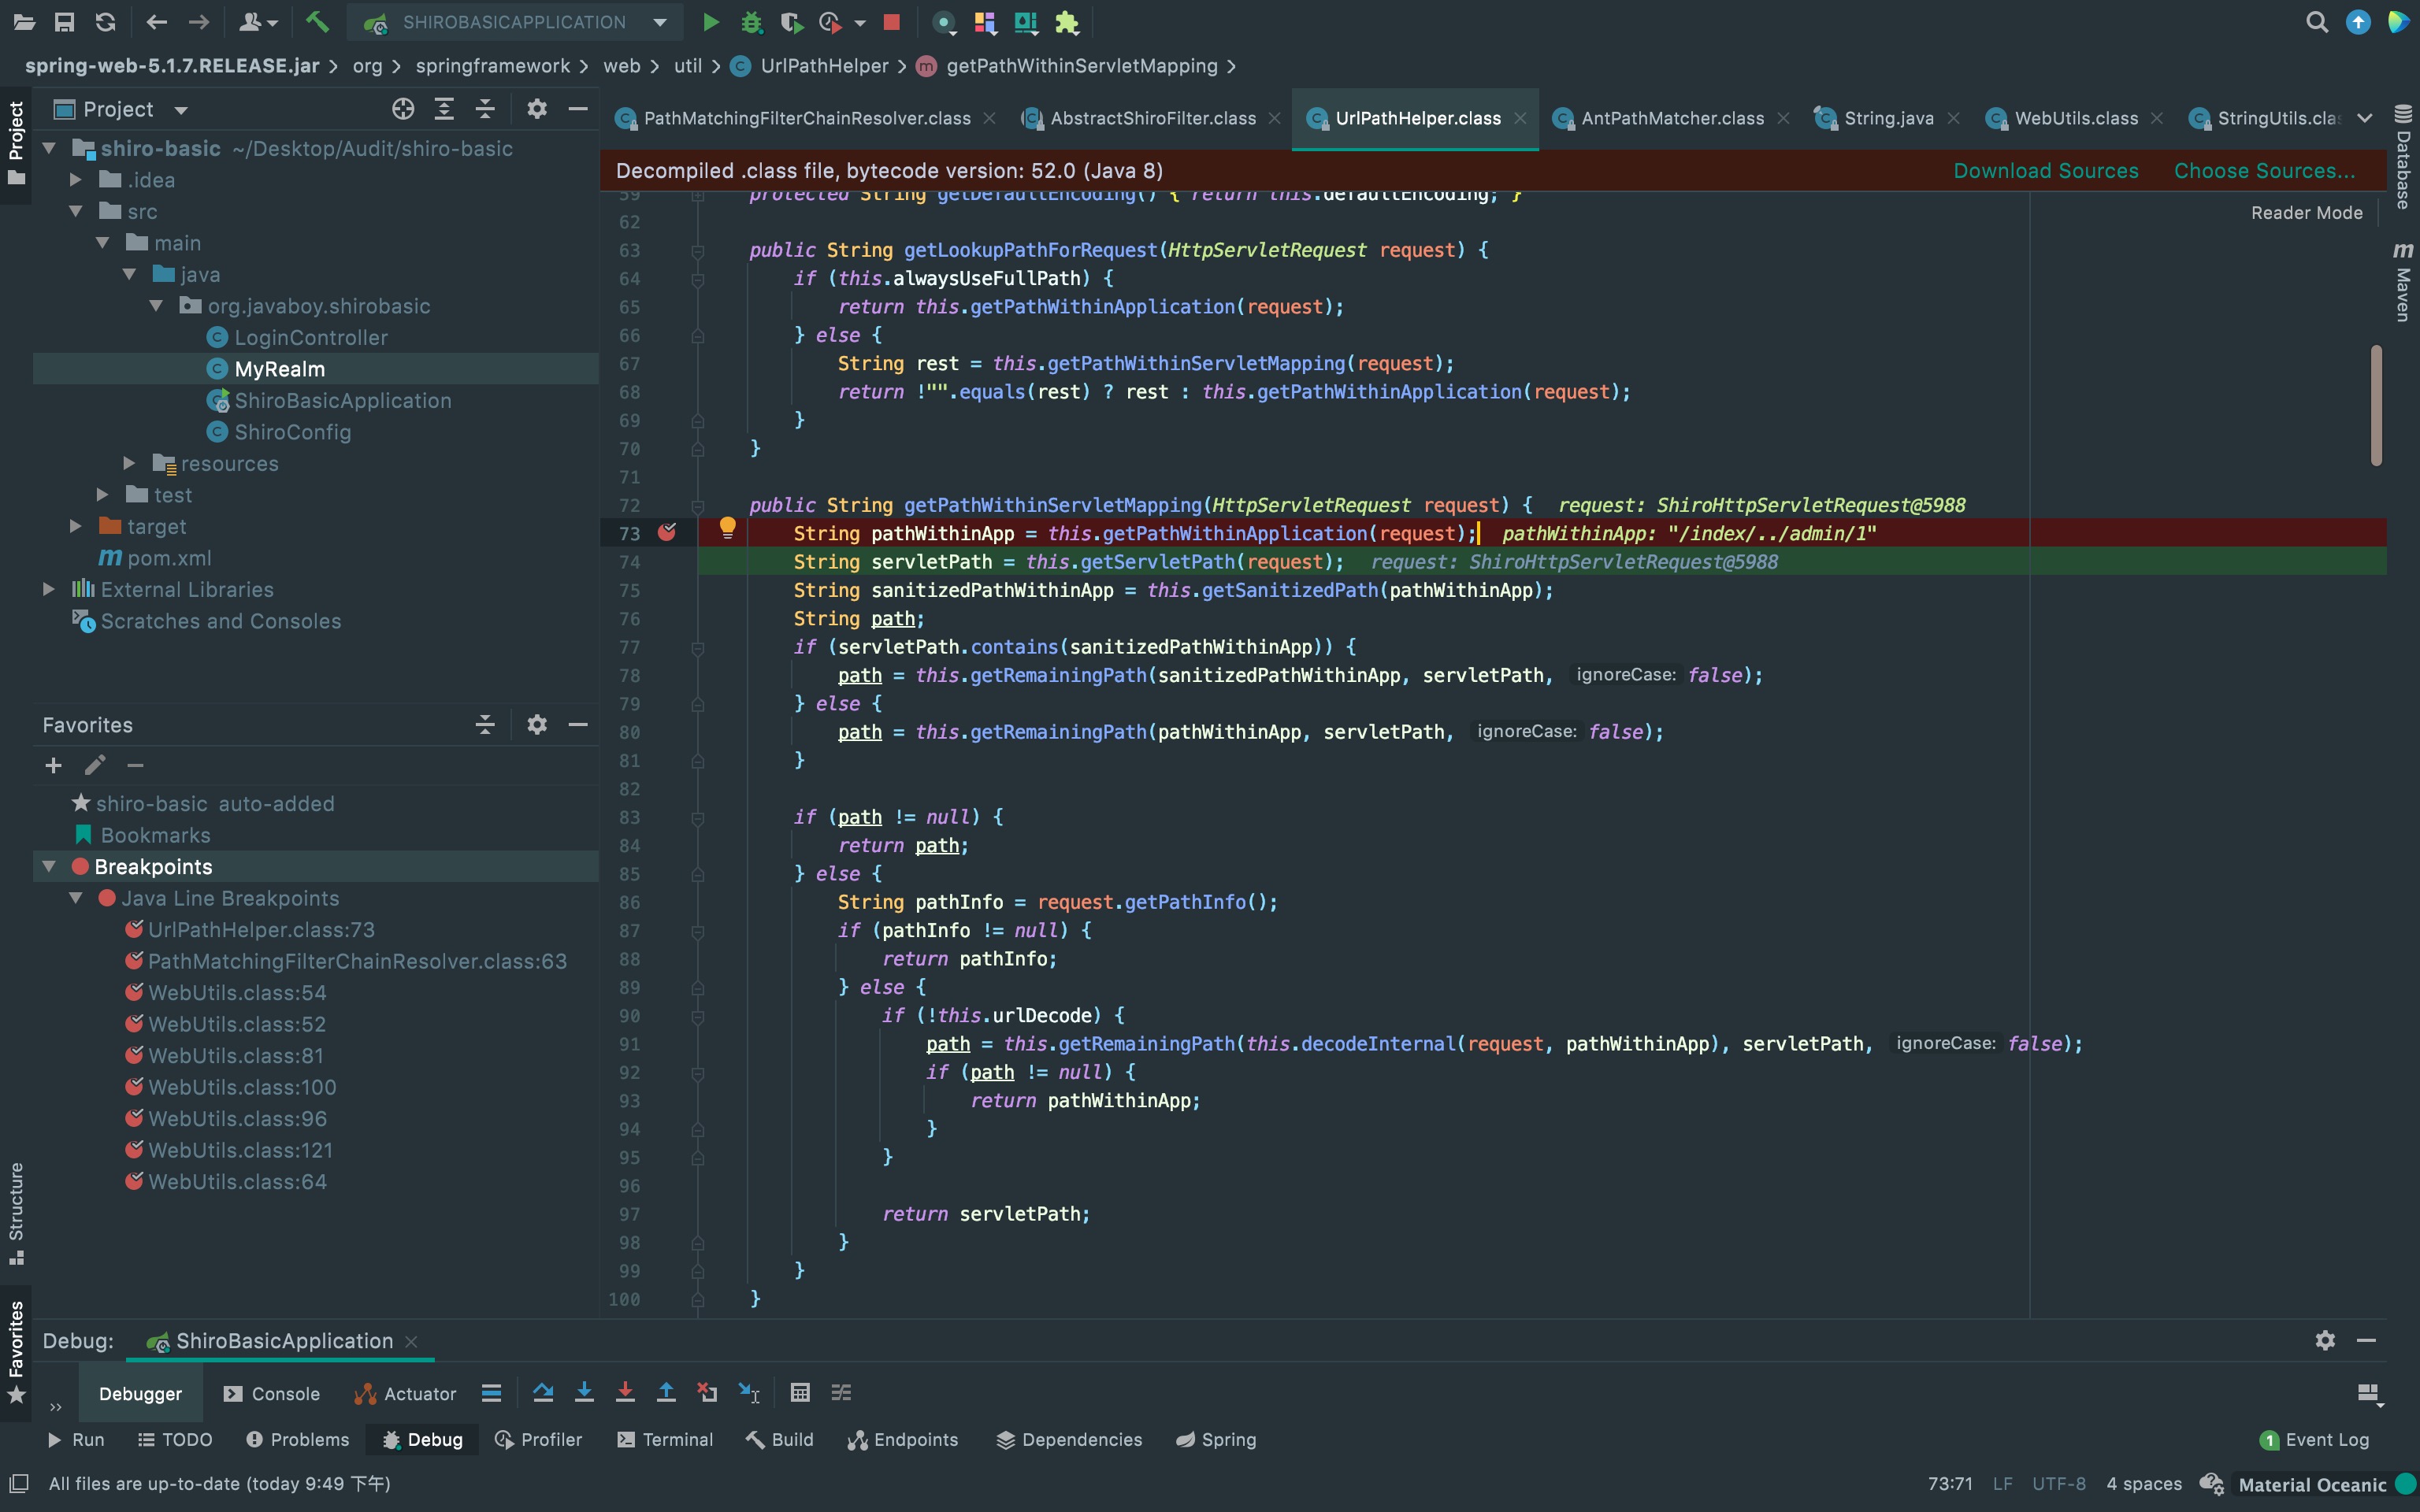 SHIROBASICAPPLICATION
spring-web-5.1.7.RELEASE.jar org springframework web util C UrlPathHelper m getPathWithinServletMapping
Project
Project
PathMatchingFilterChainResolver.class
AbstractShiroFilter.class
UrlPathHelper.class
AntPathMatcher.class
String.java
WebUtils.class
StringUtils.cla
Database
Maven
shiro-basic ~/Desktop/Audit/shiro-basic
.idea
src
main
java
org.javaboy.shirobasic
LoginController
MyRealm
ShiroBasicApplication
ShiroConfig
resources
test
target
pom.xml
External Libraries
Scratches and Consoles
Favorites
shiro-basic auto-added
Bookmarks
Breakpoints
Java Line Breakpoints
UrlPathHelper.class:73
PathMatchingFilterChainResolver.class:63
WebUtils.class:54
WebUtils.class:52
WebUtils.class:81
WebUtils.class:100
WebUtils.class:96
WebUtils.class:121
WebUtils.class:64
Structure
Favorites
Decompiled .class file, bytecode version: 52.0 (Java 8) Download Sources Choose Sources...
Reader Mode
59 protected String getDefaultEncoding() { return this.defaultEncoding; }
62
63 public String getLookupPathForRequest(HttpServletRequest request) {
64 if (this.alwaysUseFullPath) {
65 return this.getPathWithinApplication(request);
66 } else {
67 String rest = this.getPathWithinServletMapping(request);
68 return !"".equals(rest) ? rest : this.getPathWithinApplication(request);
69 }
70 }
71
72 public String getPathWithinServletMapping(HttpServletRequest request) { request: ShiroHttpServletRequest@5988
73 String pathWithinApp = this.getPathWithinApplication(request); pathWithinApp: "/index/../admin/1"
74 String servletPath = this.getServletPath(request); request: ShiroHttpServletRequest@5988
75 String sanitizedPathWithinApp = this.getSanitizedPath(pathWithinApp);
76 String path;
77 if (servletPath.contains(sanitizedPathWithinApp)) {
78 path = this.getRemainingPath(sanitizedPathWithinApp, servletPath, ignoreCase: false);
79 } else {
80 path = this.getRemainingPath(pathWithinApp, servletPath, ignoreCase: false);
81 }
82
83 if (path != null) {
84 return path;
85 } else {
86 String pathInfo = request.getPathInfo();
87 if (pathInfo != null) {
88 return pathInfo;
89 } else {
90 if (!this.urlDecode) {
91 path = this.getRemainingPath(this.decodeInternal(request, pathWithinApp), servletPath, ignoreCase: false);
92 if (path != null) {
93 return pathWithinApp;
94 }
95 }
96
97 return servletPath;
98 }
99 }
100 }
Debug: ShiroBasicApplication
Debugger Console Actuator
Run TODO Problems Debug Profiler Terminal Build Endpoints Dependencies Spring 1 Event Log
All files are up-to-date (today 9:49 下午) 73:71 LF UTF-8 4 spaces Material Oceanic